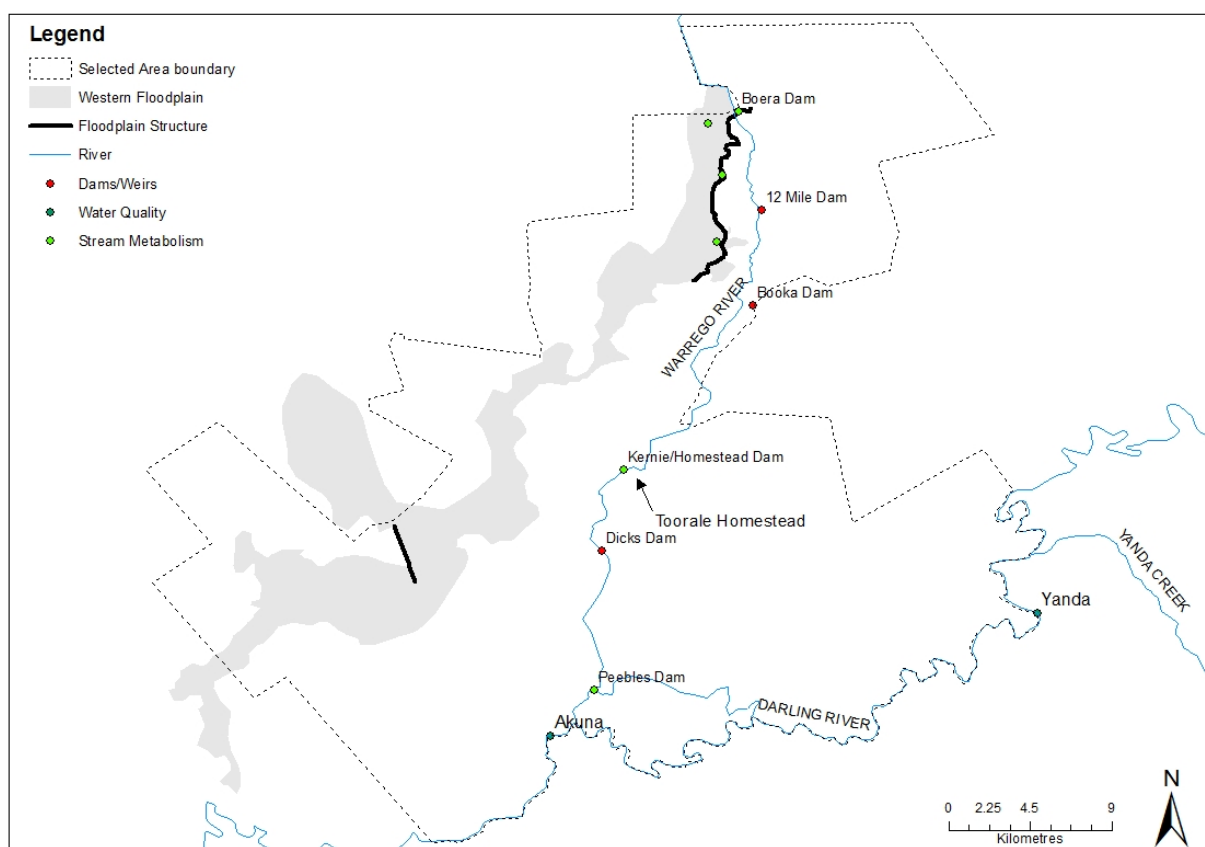 Legend
Selected Area boundary
Western Floodplain
Floodplain Structure
River
Dams/Weirs
Water Quality
Stream Metabolism
Boera Dam
12 Mile Dam
Booka Dam
WARREGO RIVER
Kernie/Homestead Dam
Toorale Homestead
Dicks Dam
YANDA CREEK
Yanda
Peebles Dam
DARLING RIVER
Akuna
N
0 2.25 4.5 9
Kilometres